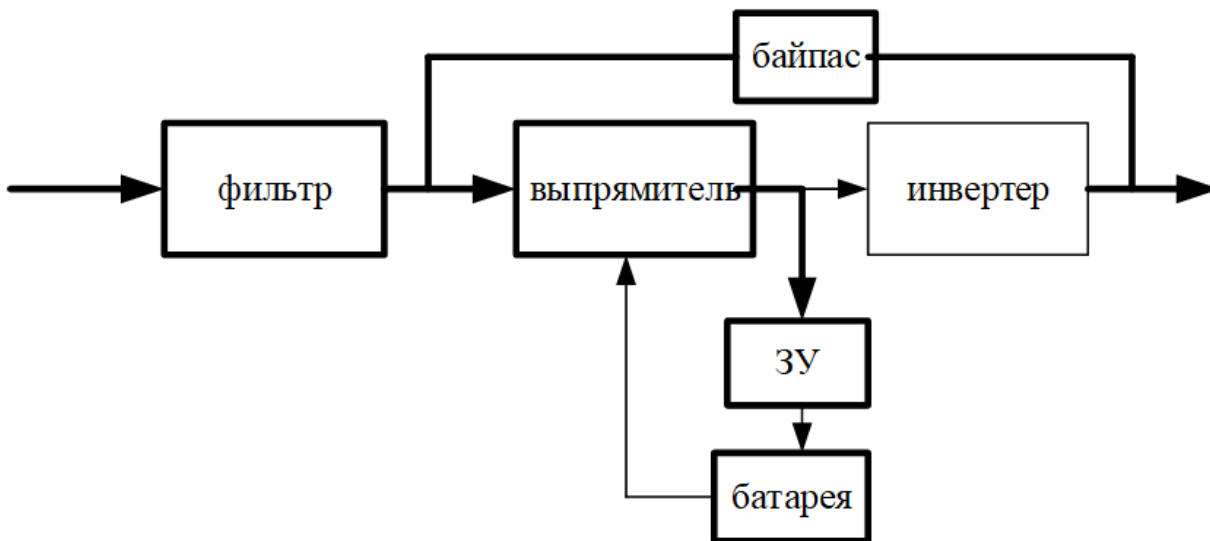 байпас
фильтр
выпрямитель
инвертер
ЗУ
батарея